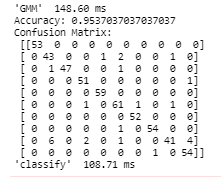 'GMM'  148.60 ms
Accuracy: 0.9537037037037037
Confusion Matrix:
[[53  0  0  0  0  0  0  0  0  0]
[ 0 43  0  0  1  2  0  0  1  0]
[ 0  1 47  0  0  1  0  0  0  0]
[ 0  0  0 51  0  0  0  0  0  1]
[ 0  0  0  0 59  0  0  0  0  0]
[ 0  0  0  1  0 61  1  0  1  0]
[ 0  0  0  0  0  0 52  0  0  0]
[ 0  0  0  0  0  1  0 54  0  0]
[ 0  6  0  2  0  1  0  0 41  4]
[ 0  0  0  0  0  0  0  1  0 54]]
'classify'  108.71 ms